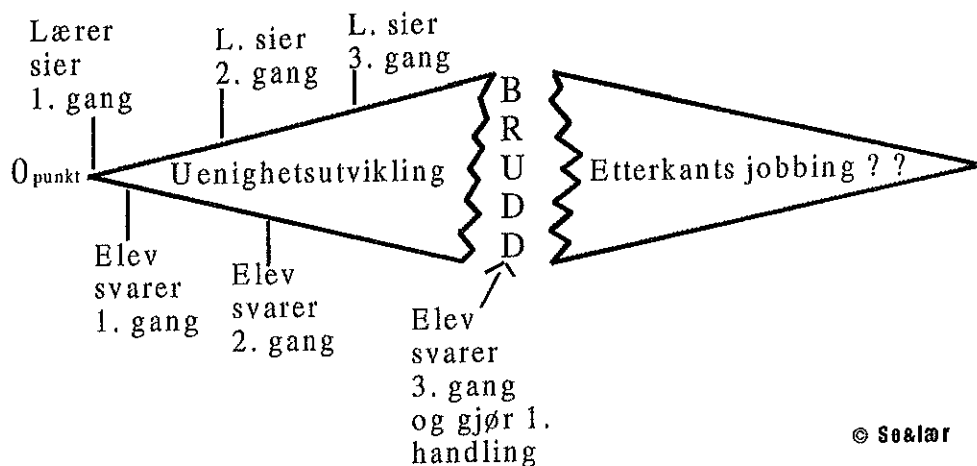 Lærer
sier
1. gang
L. sier
2. gang
L. sier
3. gang
0punkt
Uenighetsutvikling
B
R
U
D
D
Etterkants jobbing ? ?
Elev
svarer
1. gang
Elev
svarer
2. gang
Elev
svarer
3. gang
og gjør 1.
handling
© Se&lær